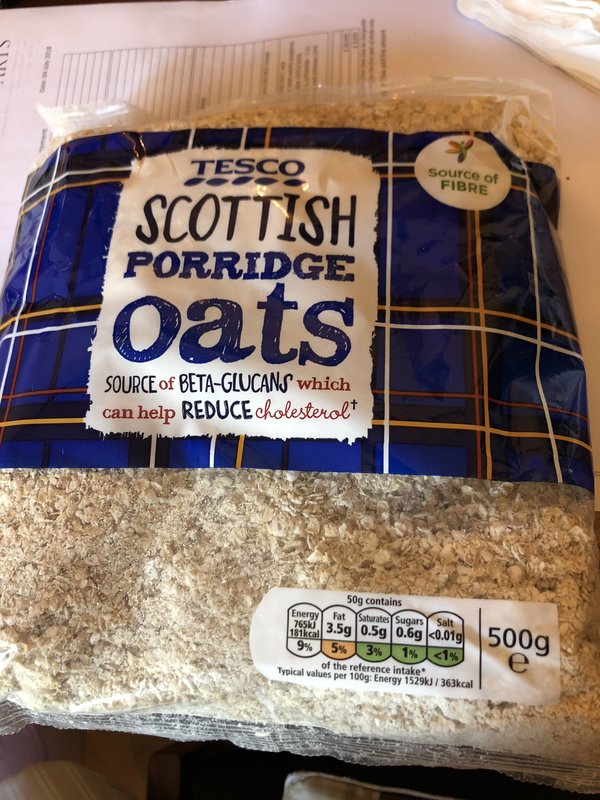 TESCO
SCOTTISH
PORRIDGE
oats
SOURCE of BETA-GLUCANS which
can help REDUCE cholesterol†
Source of
FIBRE
50g contains
Energy
765kJ
181kcal
9%
Fat
3.5g
5%
Saturates
0.5g
3%
Sugars
0.6g
1%
Salt
<0.01g
<1%
of the reference intake*
Typical values per 100g: Energy 1529kJ / 363kcal
500g
e